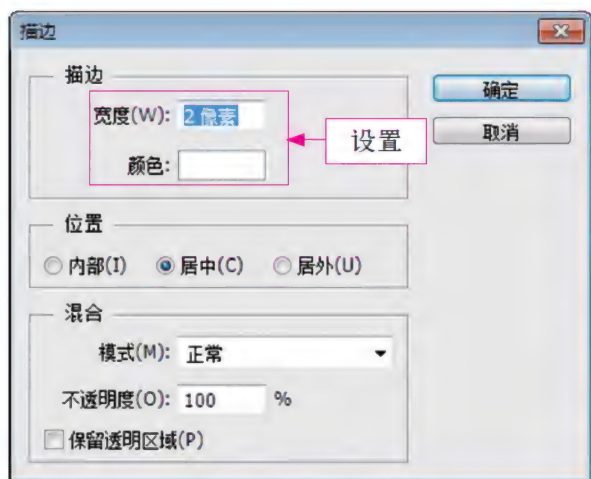 描边
描边
宽度(W): 2 像素
颜色:
设置
确定
取消
位置
内部(I) 居中(C) 居外(U)
混合
模式(M): 正常
不透明度(O): 100 %
保留透明区域(P)